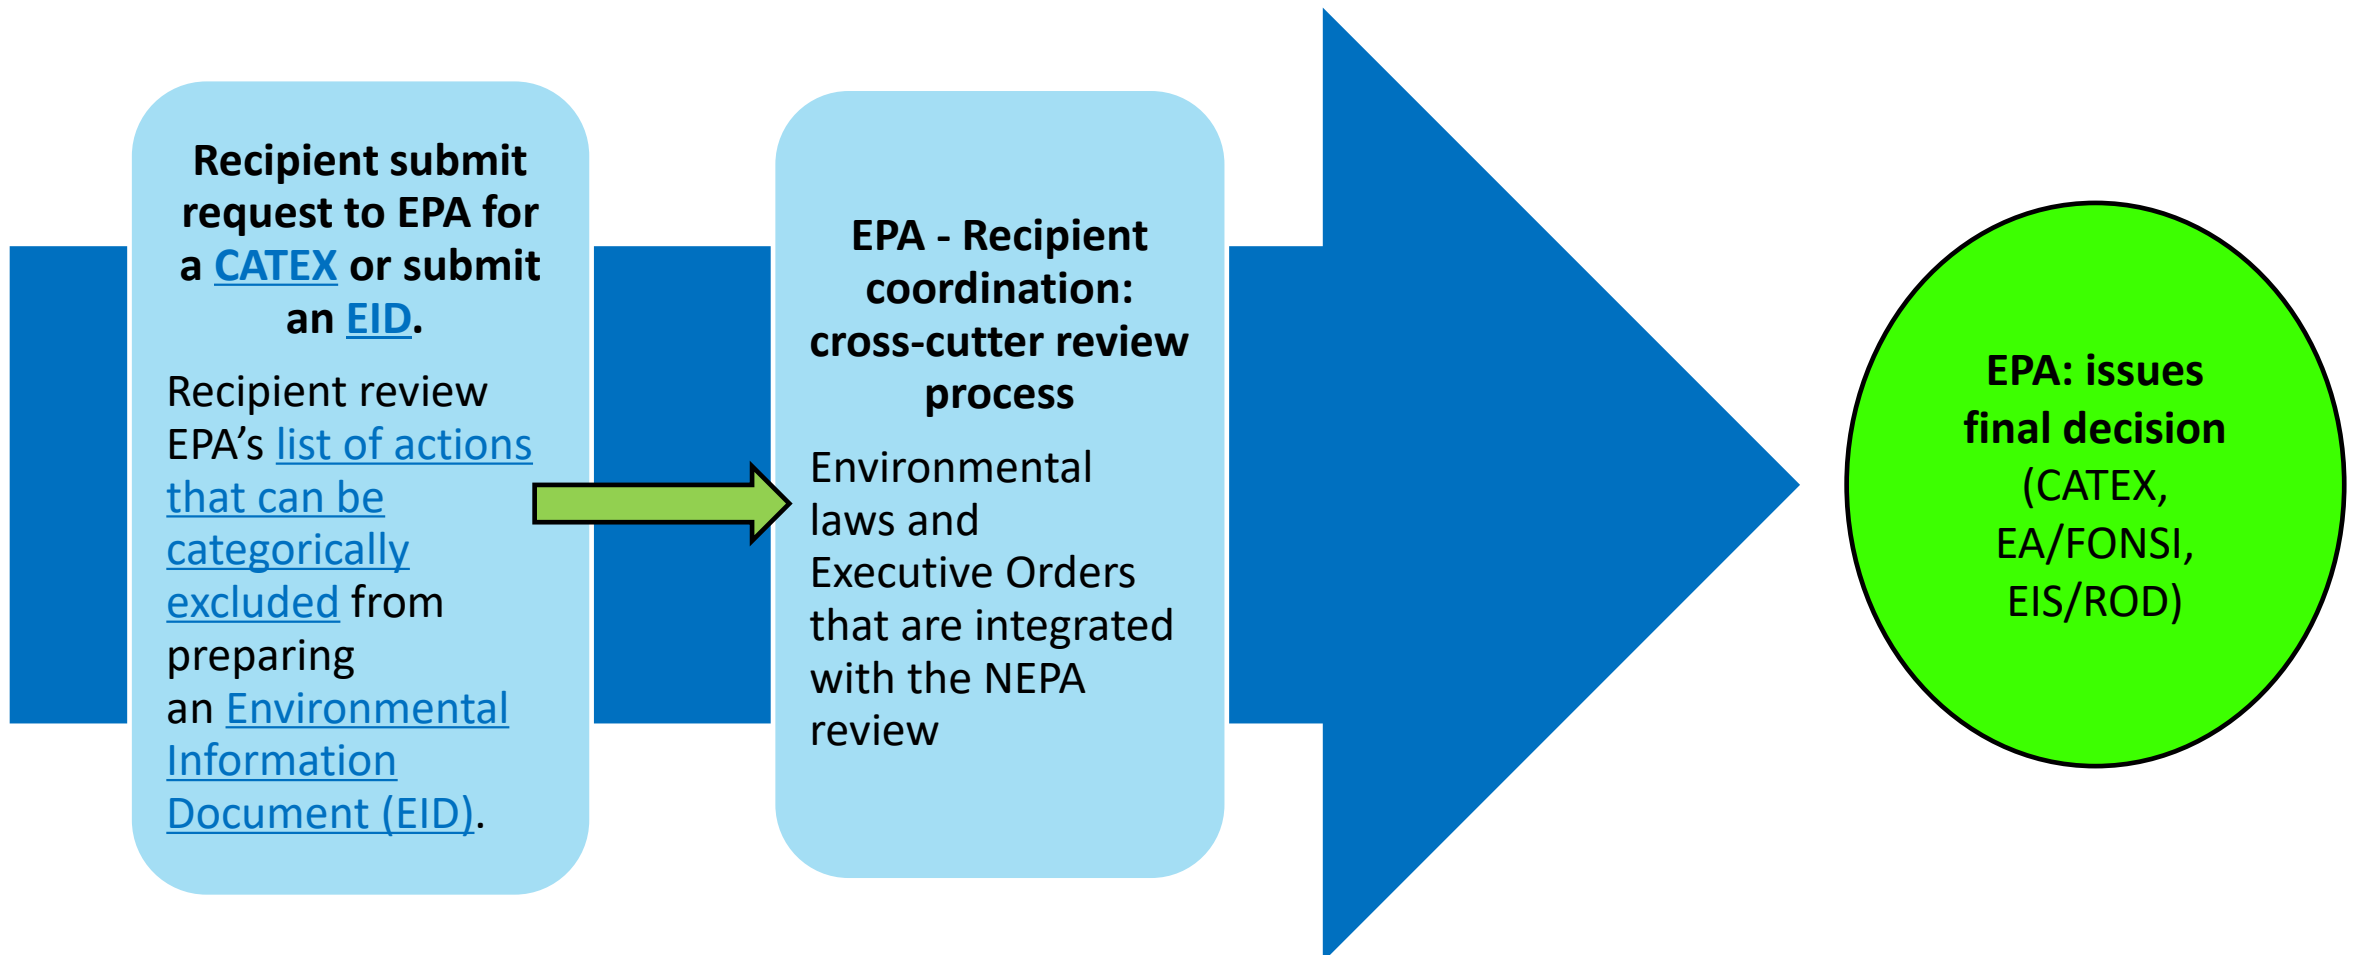 Recipient submit
request to EPA for
a CATEX or submit
an EID.
Recipient review
EPA’s list of actions
that can be
categorically
excluded from
preparing
an Environmental
Information
Document (EID).
EPA - Recipient
coordination:
cross-cutter review
process
Environmental
laws and
Executive Orders
that are integrated
with the NEPA
review
EPA: issues
final decision
(CATEX,
EA/FONSI,
EIS/ROD)